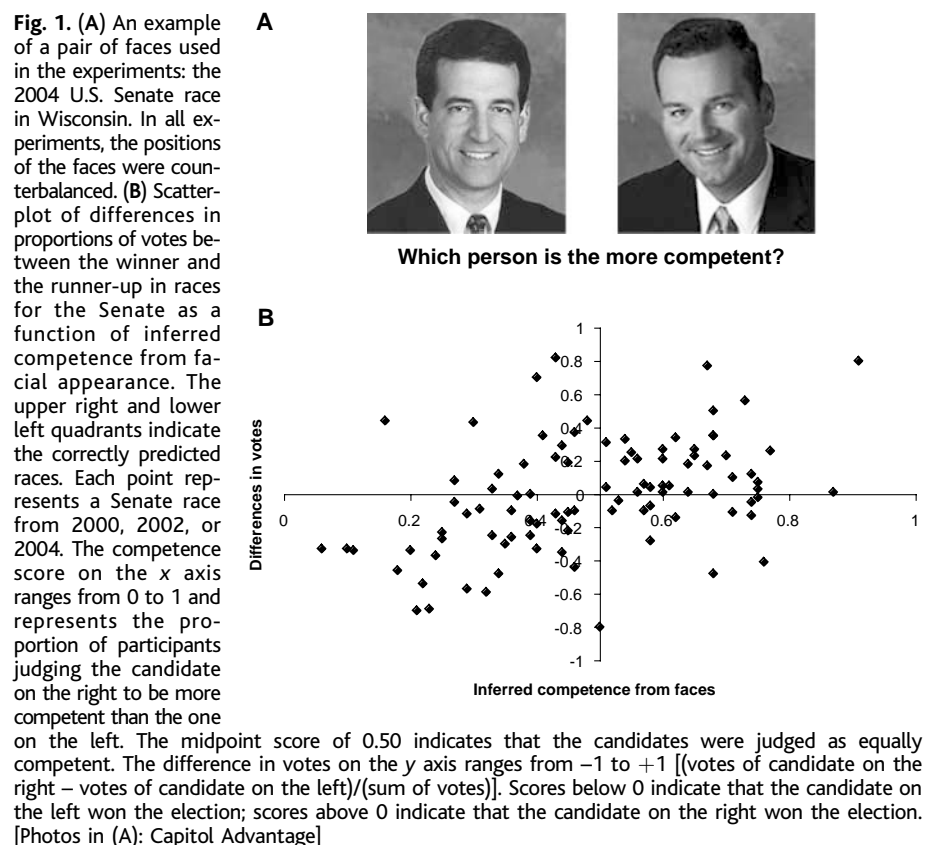 Fig. 1. (A) An example
of a pair of faces used
in the experiments: the
2004 U.S. Senate race
in Wisconsin. In all ex-
periments, the positions
of the faces were coun-
terbalanced. (B) Scatter-
plot of differences in
proportions of votes be-
tween the winner and
the runner-up in races
for the Senate as a
function of inferred
competence from fa-
cial appearance. The
upper right and lower
left quadrants indicate
the correctly predicted
races. Each point rep-
resents a Senate race
from 2000, 2002, or
2004. The competence
score on the x axis
ranges from 0 to 1 and
represents the pro-
portion of participants
judging the candidate
on the right to be more
competent than the one
on the left. The midpoint score of 0.50 indicates that the candidates were judged as equally
competent. The difference in votes on the y axis ranges from −1 to +1 [(votes of candidate on the
right – votes of candidate on the left)/(sum of votes)]. Scores below 0 indicate that the candidate on
the left won the election; scores above 0 indicate that the candidate on the right won the election.
[Photos in (A): Capitol Advantage]
A
Which person is the more competent?
B
Differences in votes
1
0.8
0.6
0.4
0.2
0
-0.2
-0.4
-0.6
-0.8
-1
0 0.2 0.4 0.6 0.8 1
Inferred competence from faces